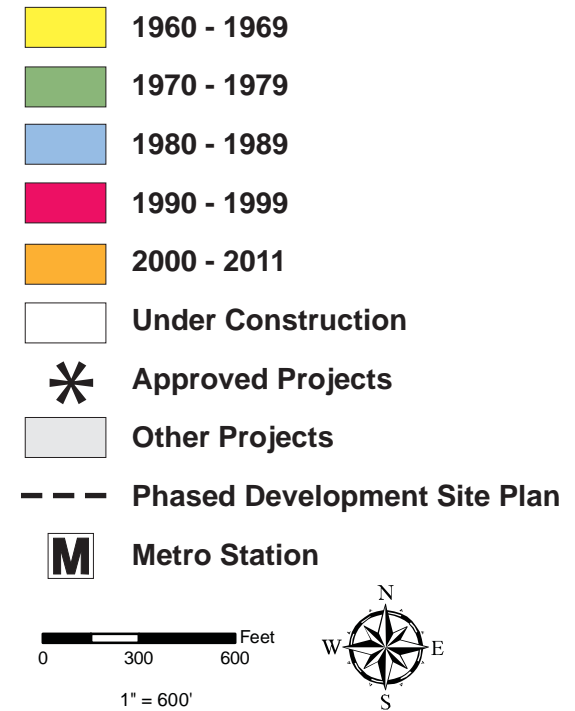 1960 - 1969
1970 - 1979
1980 - 1989
1990 - 1999
2000 - 2011
Under Construction
Approved Projects
Other Projects
Phased Development Site Plan
M Metro Station
N
W E
S
Feet
0 300 600
1" = 600'